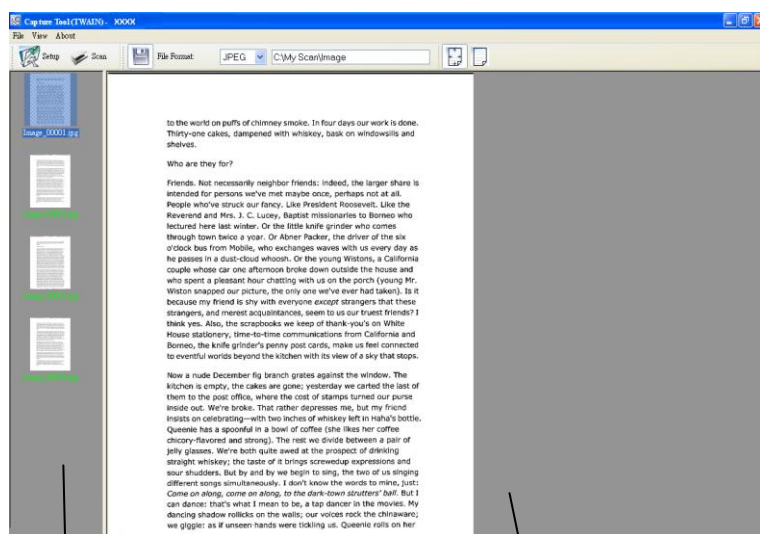 Capture Tool(TWAIN) - XXXX
File View About
Setup Scan File Format: JPEG C:\My Scan\Image
Image_00001.jpg
to the world on puffs of chimney smoke. In four days our work is done.
Thirty-one cakes, dampened with whiskey, bask on windowsills and
shelves.
Who are they for?
Friends. Not necessarily neighbor friends: indeed, the larger share is
intended for persons we've met maybe once, perhaps not at all.
People who've struck our fancy. Like President Roosevelt. Like the
Reverend and Mrs. J. C. Lucey, Baptist missionaries to Borneo who
lectured here last winter. Or the little knife grinder who comes
through town twice a year. Or Abner Packer, the driver of the six
o'clock bus from Mobile, who exchanges waves with us every day as
he passes in a dust-cloud whoosh. Or the young Wistons, a California
couple whose car one afternoon broke down outside the house and
who spent a pleasant hour chatting with us on the porch (young Mr.
Wiston snapped our picture, the only one we've ever had taken). Is it
because my friend is shy with everyone except strangers that these
strangers, and merest acquaintances, seem to us our truest friends? I
think yes. Also, the scrapbooks we keep of thank-you's on White
House stationery, time-to-time communications from California and
Borneo, the knife grinder's penny post cards, make us feel connected
to eventful worlds beyond the kitchen with its view of a sky that stops.
Now a nude December fig branch grates against the window. The
kitchen is empty, the cakes are gone; yesterday we carted the last of
them to the post office, where the cost of stamps turned our purse
inside out. We're broke. That rather depresses me, but my friend
insists on celebrating—with two inches of whiskey left in Haha's bottle.
Queenie has a spoonful in a bowl of coffee (she likes her coffee
chicory-flavored and strong). The rest we divide between a pair of
jelly glasses. We're both quite awed at the prospect of drinking
straight whiskey; the taste of it brings screwedup expressions and
sour shudders. But by and by we begin to sing, the two of us singing
different songs simultaneously. I don't know the words to mine, just:
Come on along, come on along, to the dark-town strutters' ball. But I
can dance: that's what I mean to be, a tap dancer in the movies. My
dancing shadow rollicks on the walls; our voices rock the chinaware;
we giggle: as if unseen hands were tickling us. Queenie rolls on her